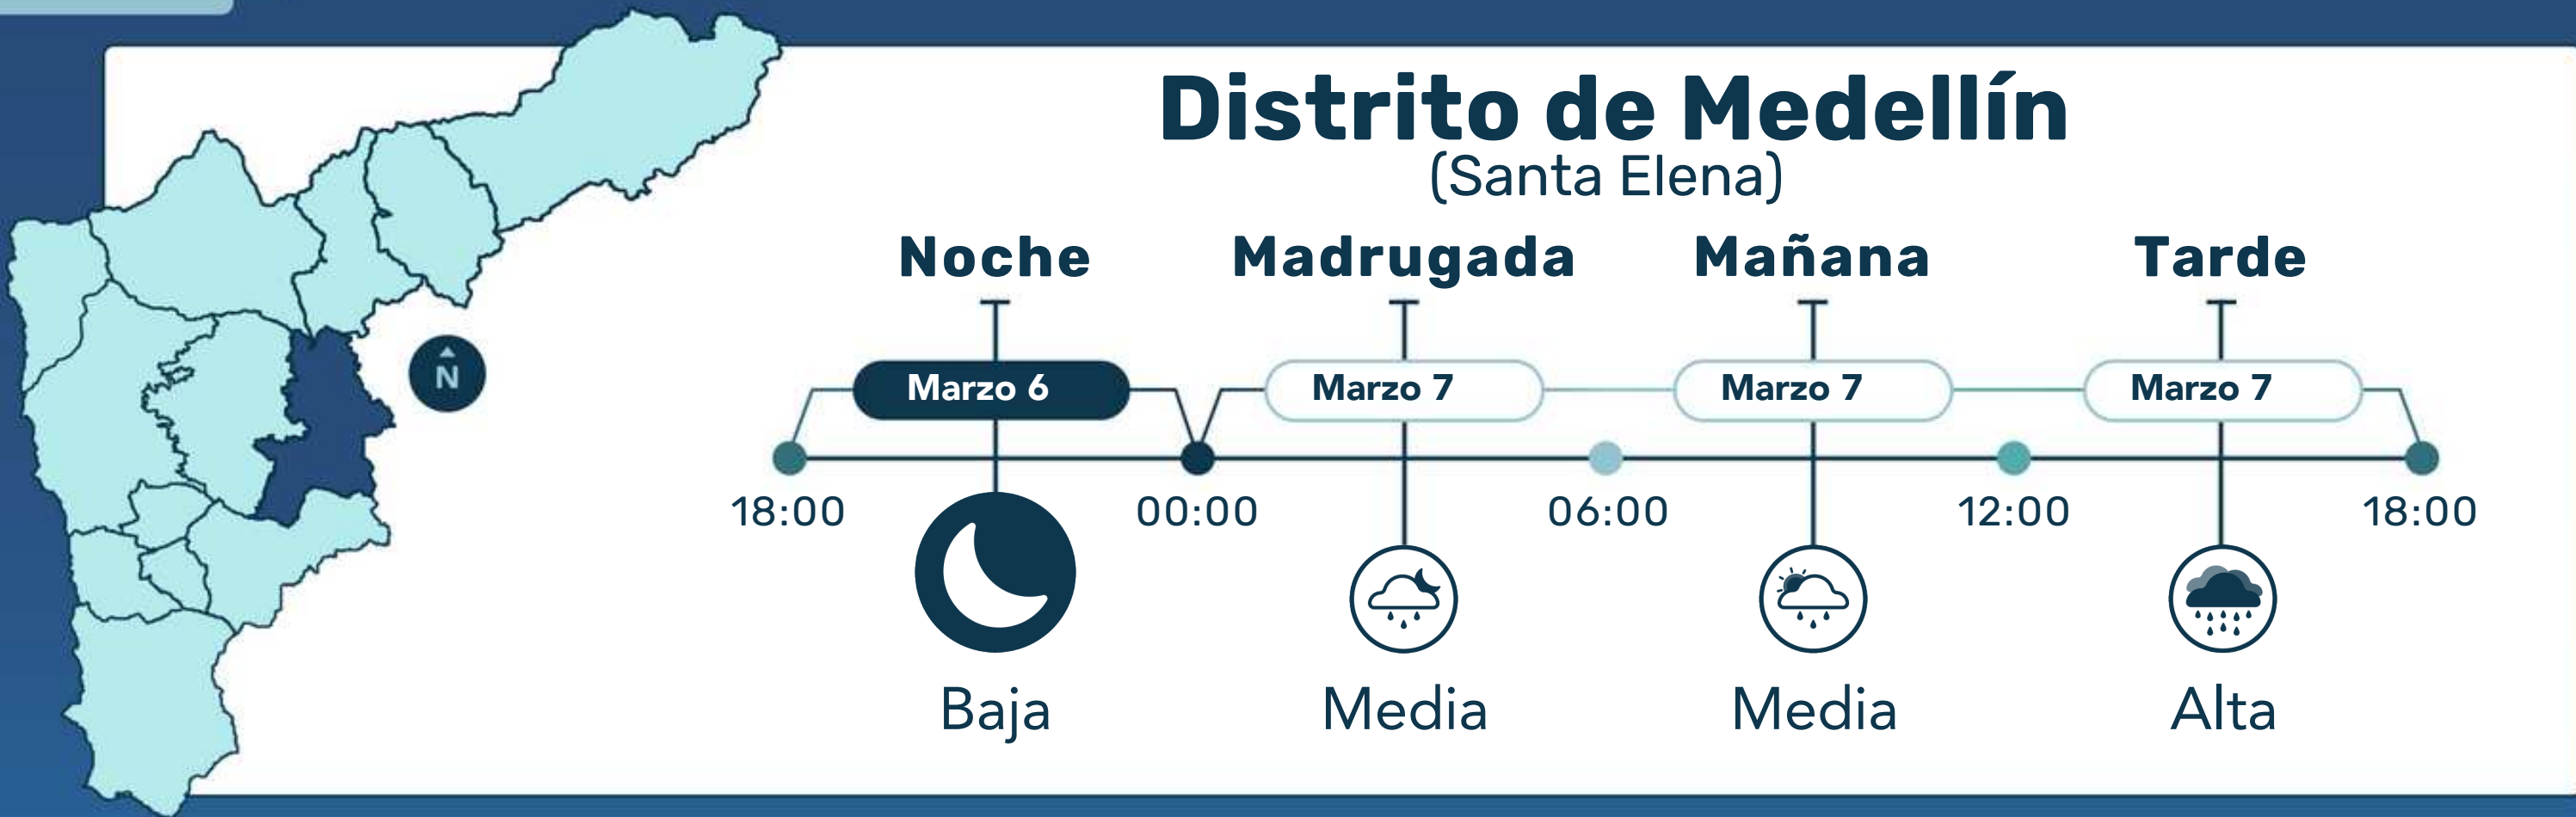 Distrito de Medellín
(Santa Elena)
Noche Madrugada Mañana Tarde
Marzo 6 Marzo 7 Marzo 7 Marzo 7
N
18:00 00:00 06:00 12:00 18:00
Baja Media Media Alta